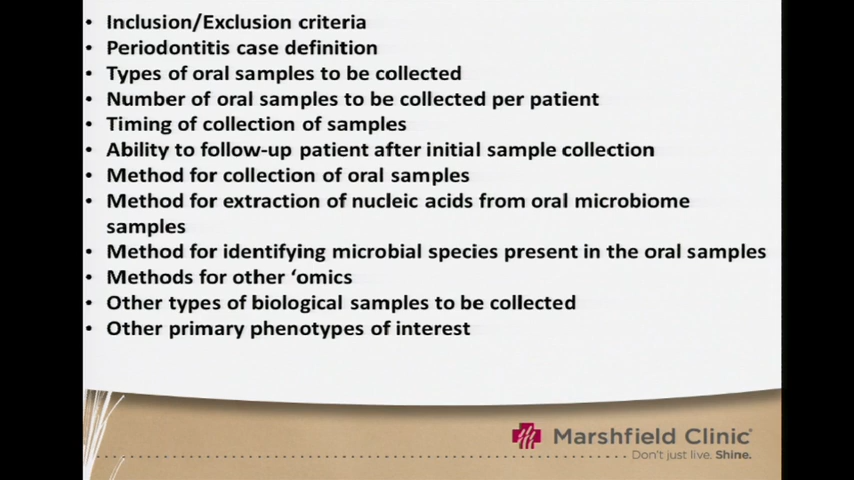 • Inclusion/Exclusion criteria
• Periodontitis case definition
• Types of oral samples to be collected
• Number of oral samples to be collected per patient
• Timing of collection of samples
• Ability to follow-up patient after initial sample collection
• Method for collection of oral samples
• Method for extraction of nucleic acids from oral microbiome
samples
• Method for identifying microbial species present in the oral samples
• Methods for other ‘omics
• Other types of biological samples to be collected
• Other primary phenotypes of interest
Marshfield Clinic®
Don't just live. Shine.